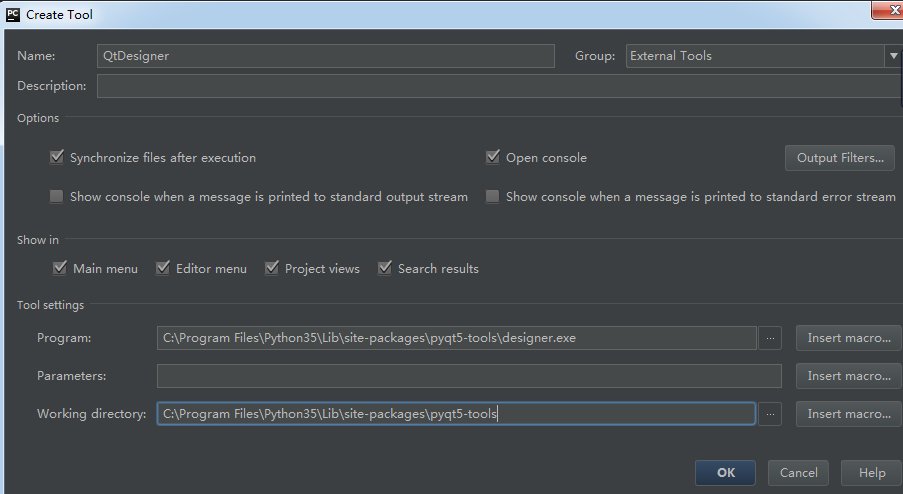 PC Create Tool
Name: QtDesigner Group: External Tools
Description:
Options
Synchronize files after execution Open console Output Filters...
Show console when a message is printed to standard output stream Show console when a message is printed to standard error stream
Show in
Main menu Editor menu Project views Search results
Tool settings
Program: C:\Program Files\Python35\Lib\site-packages\pyqt5-tools\designer.exe ... Insert macro...
Parameters: Insert macro...
Working directory: C:\Program Files\Python35\Lib\site-packages\pyqt5-tools ... Insert macro...
OK Cancel Help